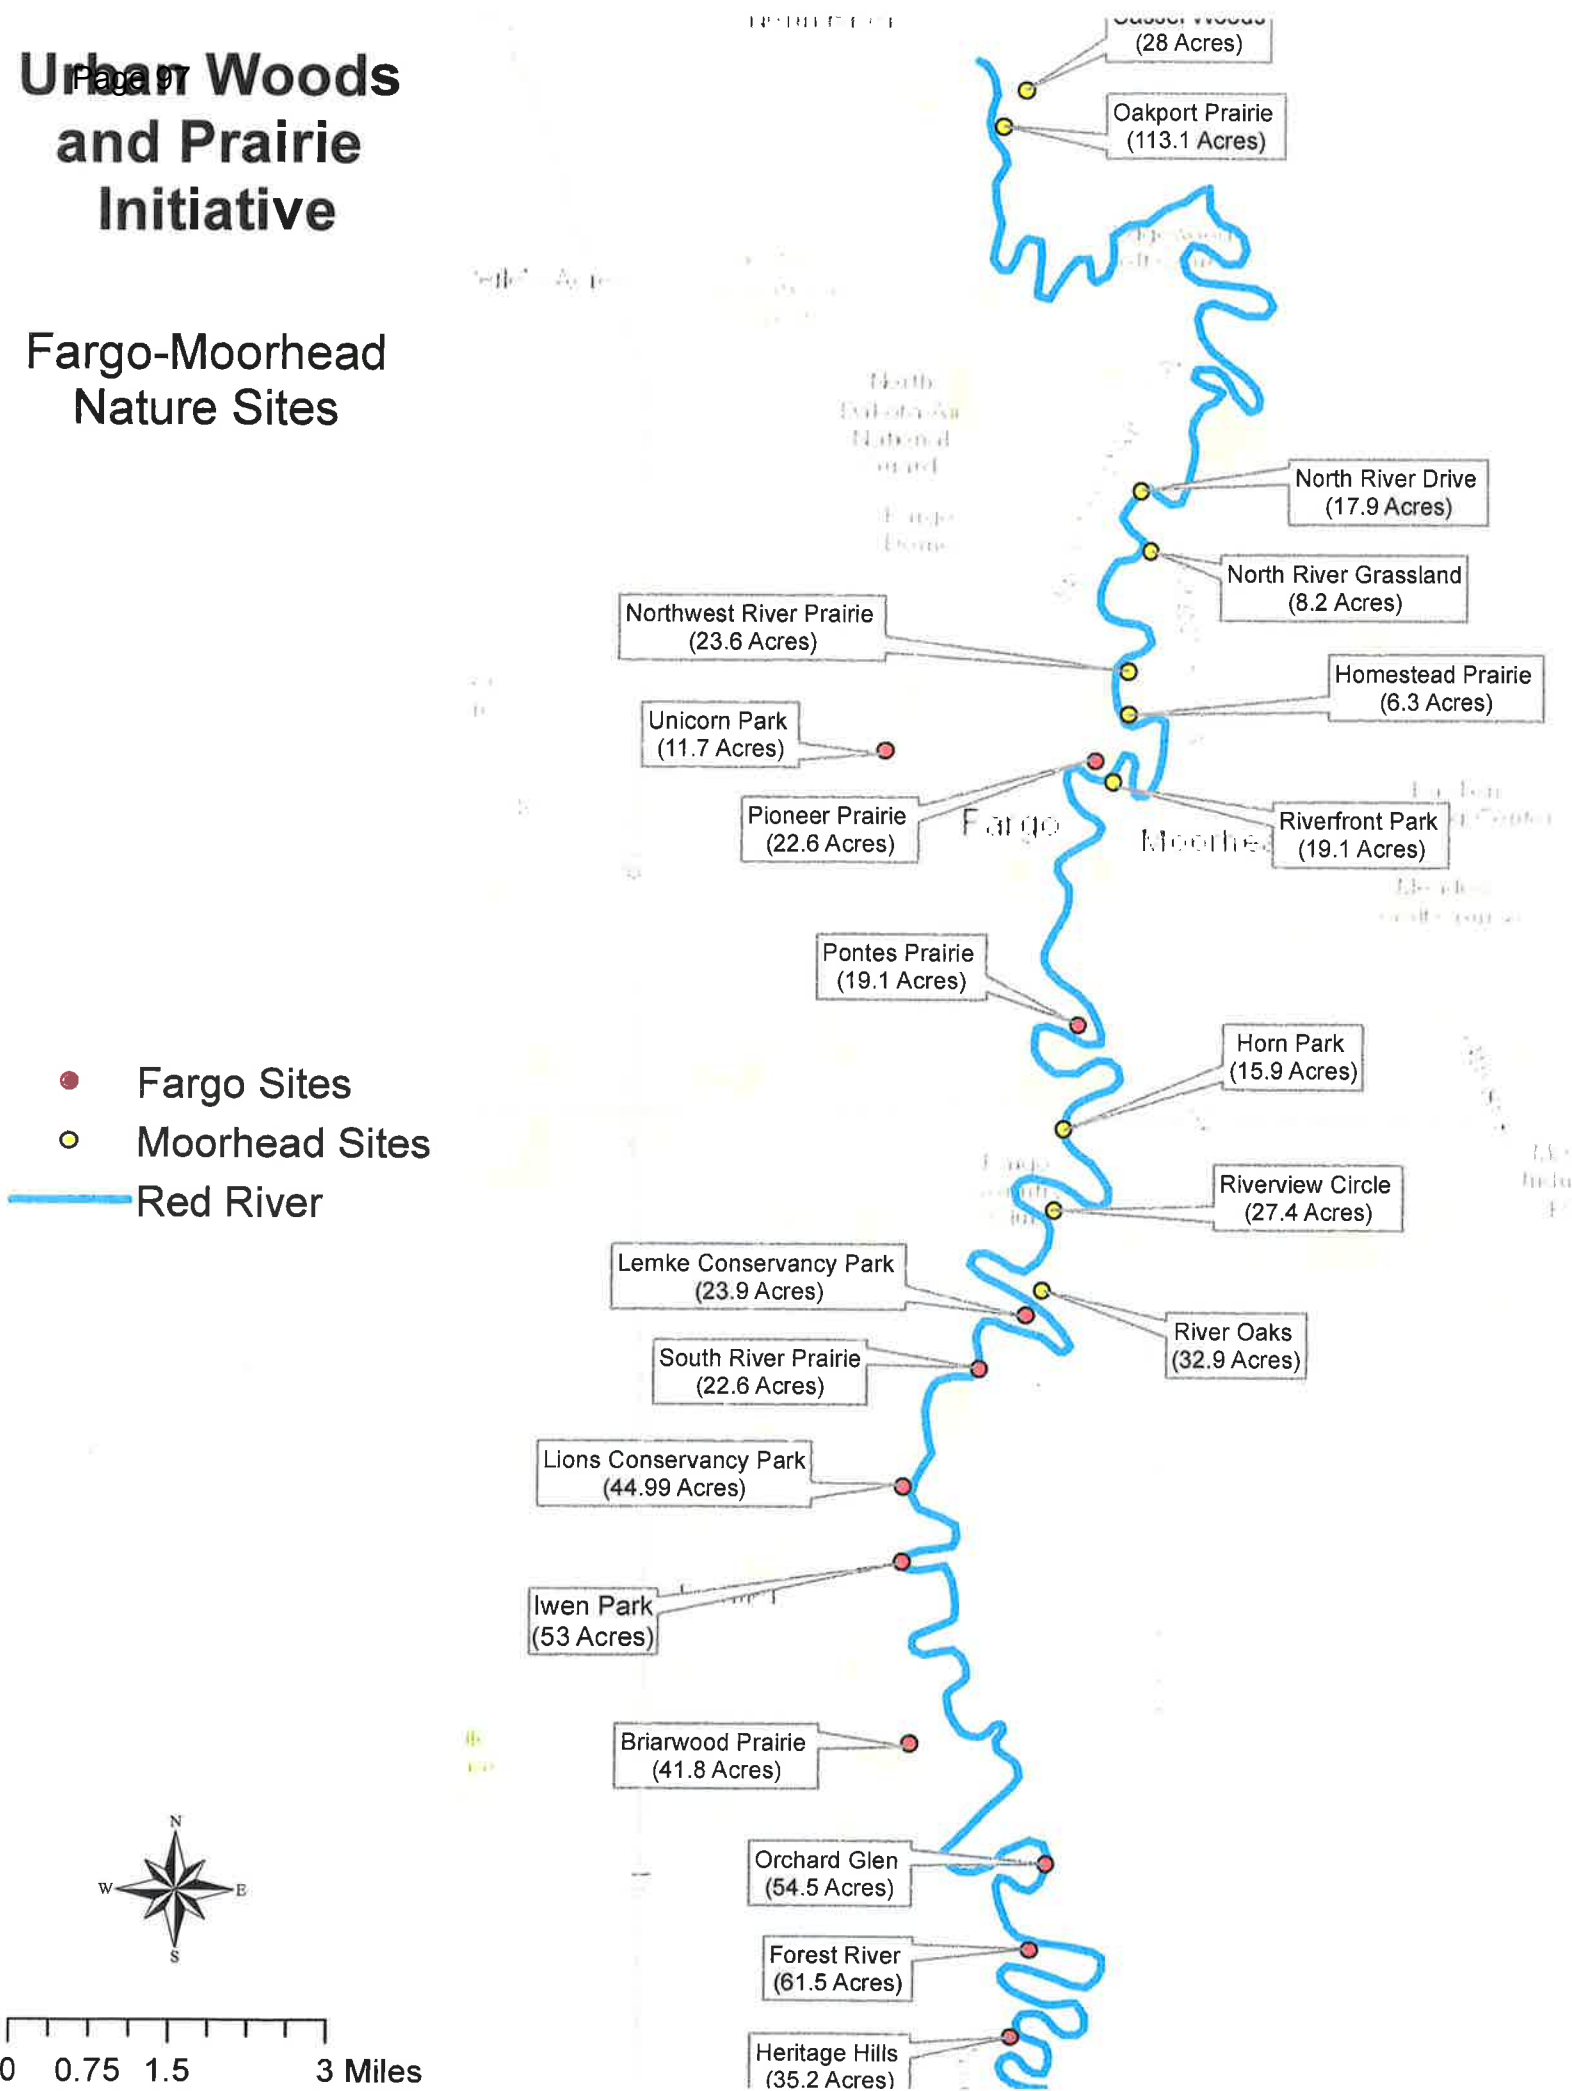 Page 97
Urban Woods
and Prairie
Initiative
Fargo-Moorhead
Nature Sites
(28 Acres)
Oakport Prairie
(113.1 Acres)
North River Drive
(17.9 Acres)
North River Grassland
(8.2 Acres)
Northwest River Prairie
(23.6 Acres)
Homestead Prairie
(6.3 Acres)
Unicorn Park
(11.7 Acres)
Pioneer Prairie
(22.6 Acres)
Fargo
Riverfront Park
(19.1 Acres)
Pontes Prairie
(19.1 Acres)
Horn Park
(15.9 Acres)
Fargo Sites
Moorhead Sites
Red River
Riverview Circle
(27.4 Acres)
Lemke Conservancy Park
(23.9 Acres)
River Oaks
(32.9 Acres)
South River Prairie
(22.6 Acres)
Lions Conservancy Park
(44.99 Acres)
Iwen Park
(53 Acres)
Briarwood Prairie
(41.8 Acres)
Orchard Glen
(54.5 Acres)
Forest River
(61.5 Acres)
Heritage Hills
(35.2 Acres)
N
W E
S
0 0.75 1.5 3 Miles